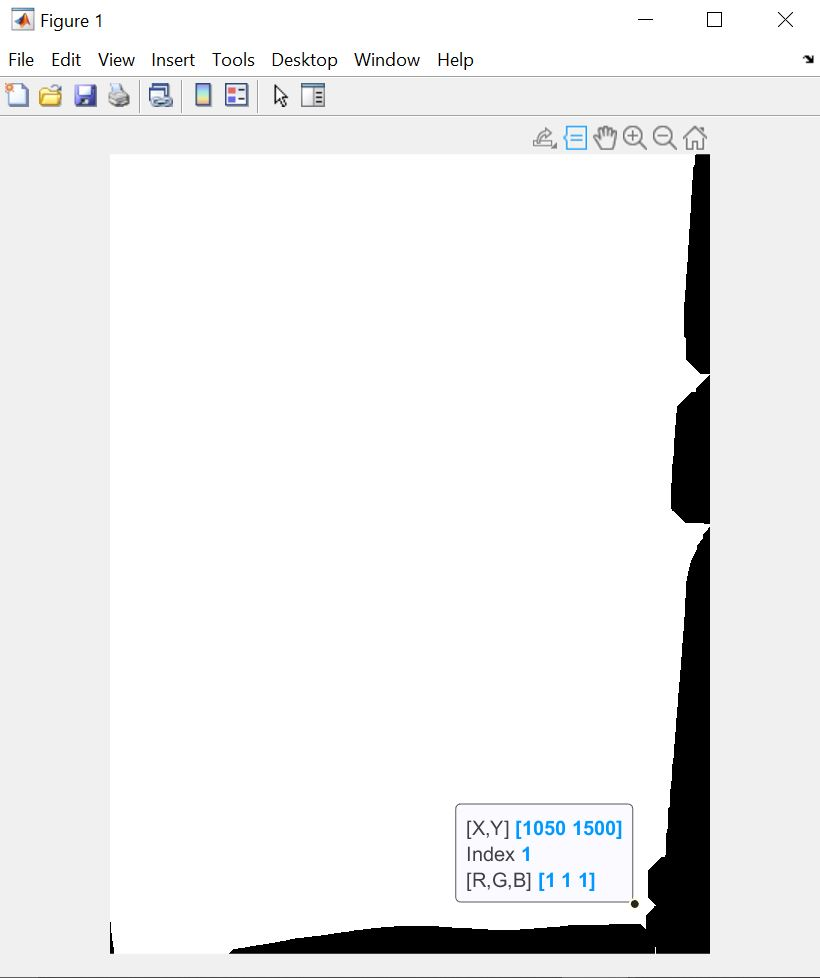 Figure 1
File Edit View Insert Tools Desktop Window Help
[X,Y] [1050 1500]
Index 1
[R,G,B] [1 1 1]